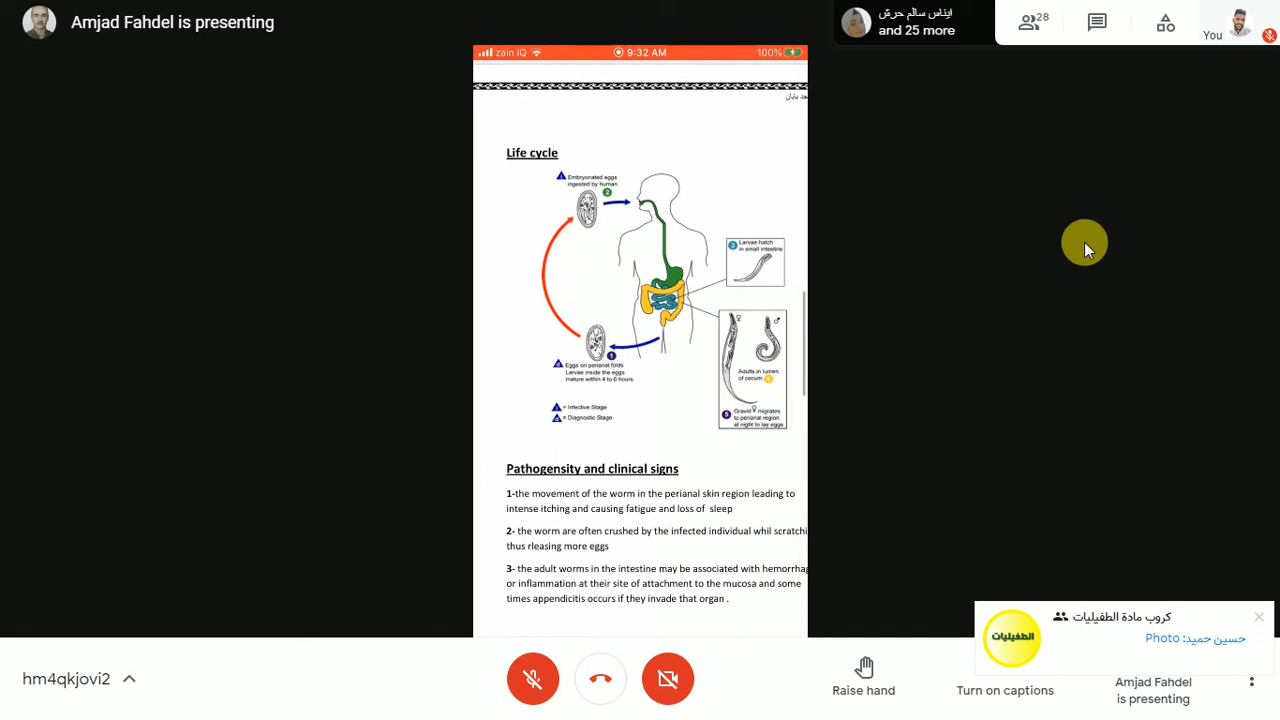 Amjad Fahdel is presenting
ايناس سالم حرش
and 25 more
28
You
zain IQ
9:32 AM
100%
Life cycle
i Embryonated eggs
ingested by human
2
3 Larvae hatch
in small intestine
1
d Eggs on perianal folds
Larvae inside the eggs
mature within 4 to 6 hours.
♀ ♂
Adults in lumen
of cecum 4
i = Infective Stage
d = Diagnostic Stage
5 Gravid ♀ migrates
to perianal region
at night to lay eggs
Pathogensity and clinical signs
1-the movement of the worm in the perianal skin region leading to
intense itching and causing fatigue and loss of sleep
2- the worm are often crushed by the infected individual whil scratchi
thus rleasing more eggs
3- the adult worms in the intestine may be associated with hemorrhag
or inflammation at their site of attachment to the mucosa and some
times appendicitis occurs if they invade that organ .
كروب مادة الطفيليات
الطفيليات
حسين حميد: Photo
hm4qkjovi2
Raise hand
Turn on captions
Amjad Fahdel
is presenting